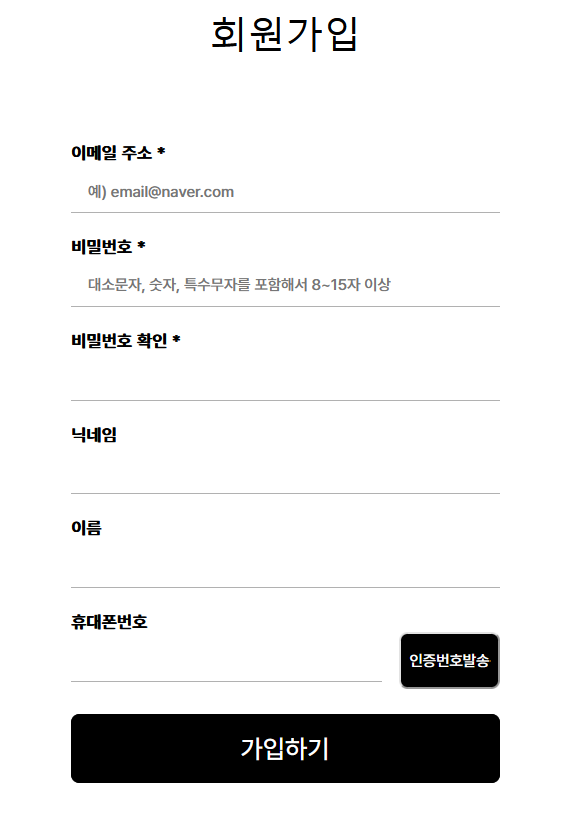 회원가입
이메일 주소 *
예) email@naver.com
비밀번호 *
대소문자, 숫자, 특수무자를 포함해서 8~15자 이상
비밀번호 확인 *
닉네임
이름
휴대폰번호
인증번호발송
가입하기